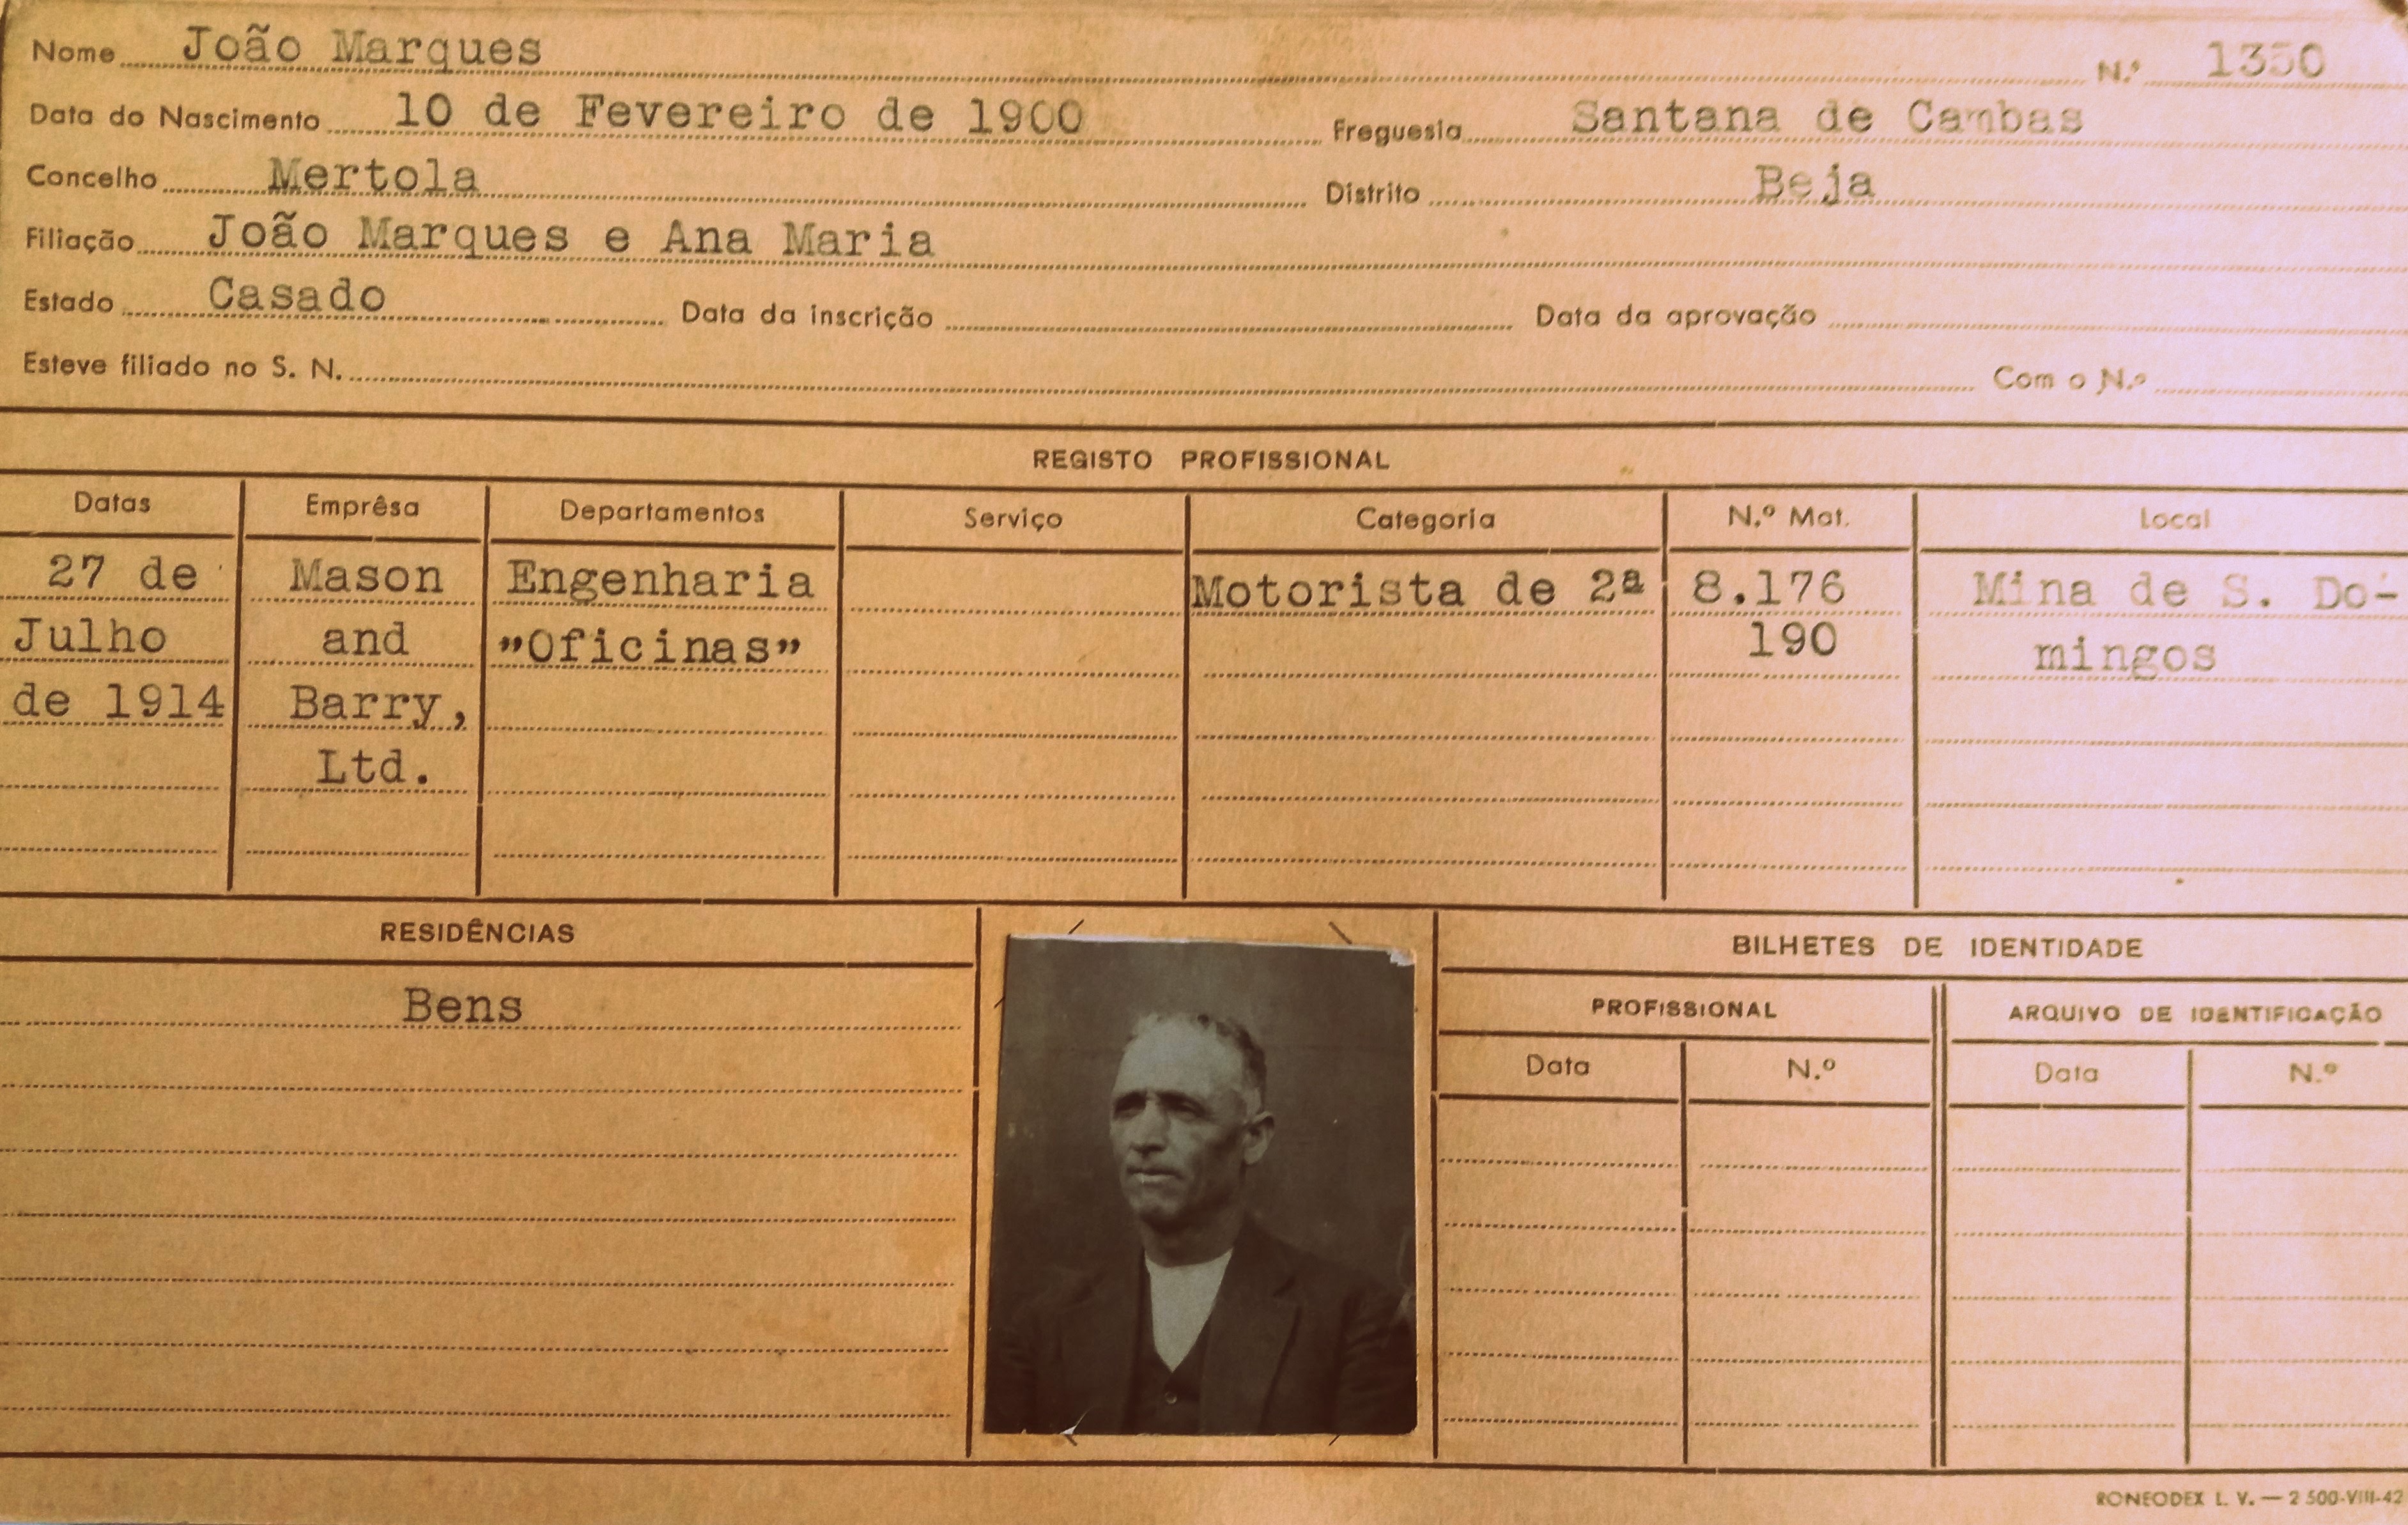 Nome João Marques N.º 1350
Data do Nascimento 10 de Fevereiro de 1900 Freguesia Santana de Cambas
Concelho Mertola Distrito Beja
Filiação João Marques e Ana Maria
Estado Casado Data da inscrição Data da aprovação
Esteve filiado no S. N. Com o N.º
REGISTO PROFISSIONAL
Datas Emprêsa Departamentos Serviço Categoria N.º Mat. Local
27 de Mason Engenharia Motorista de 2ª 8.176 Mina de S. Do-
Julho and "Oficinas" 190 mingos
de 1914 Barry,
Ltd.
RESIDÊNCIAS
Bens
BILHETES DE IDENTIDADE
PROFISSIONAL ARQUIVO DE IDENTIFICAÇÃO
Data N.º Data N.º
RONEODEX L. V. — 2 500-VIII-42